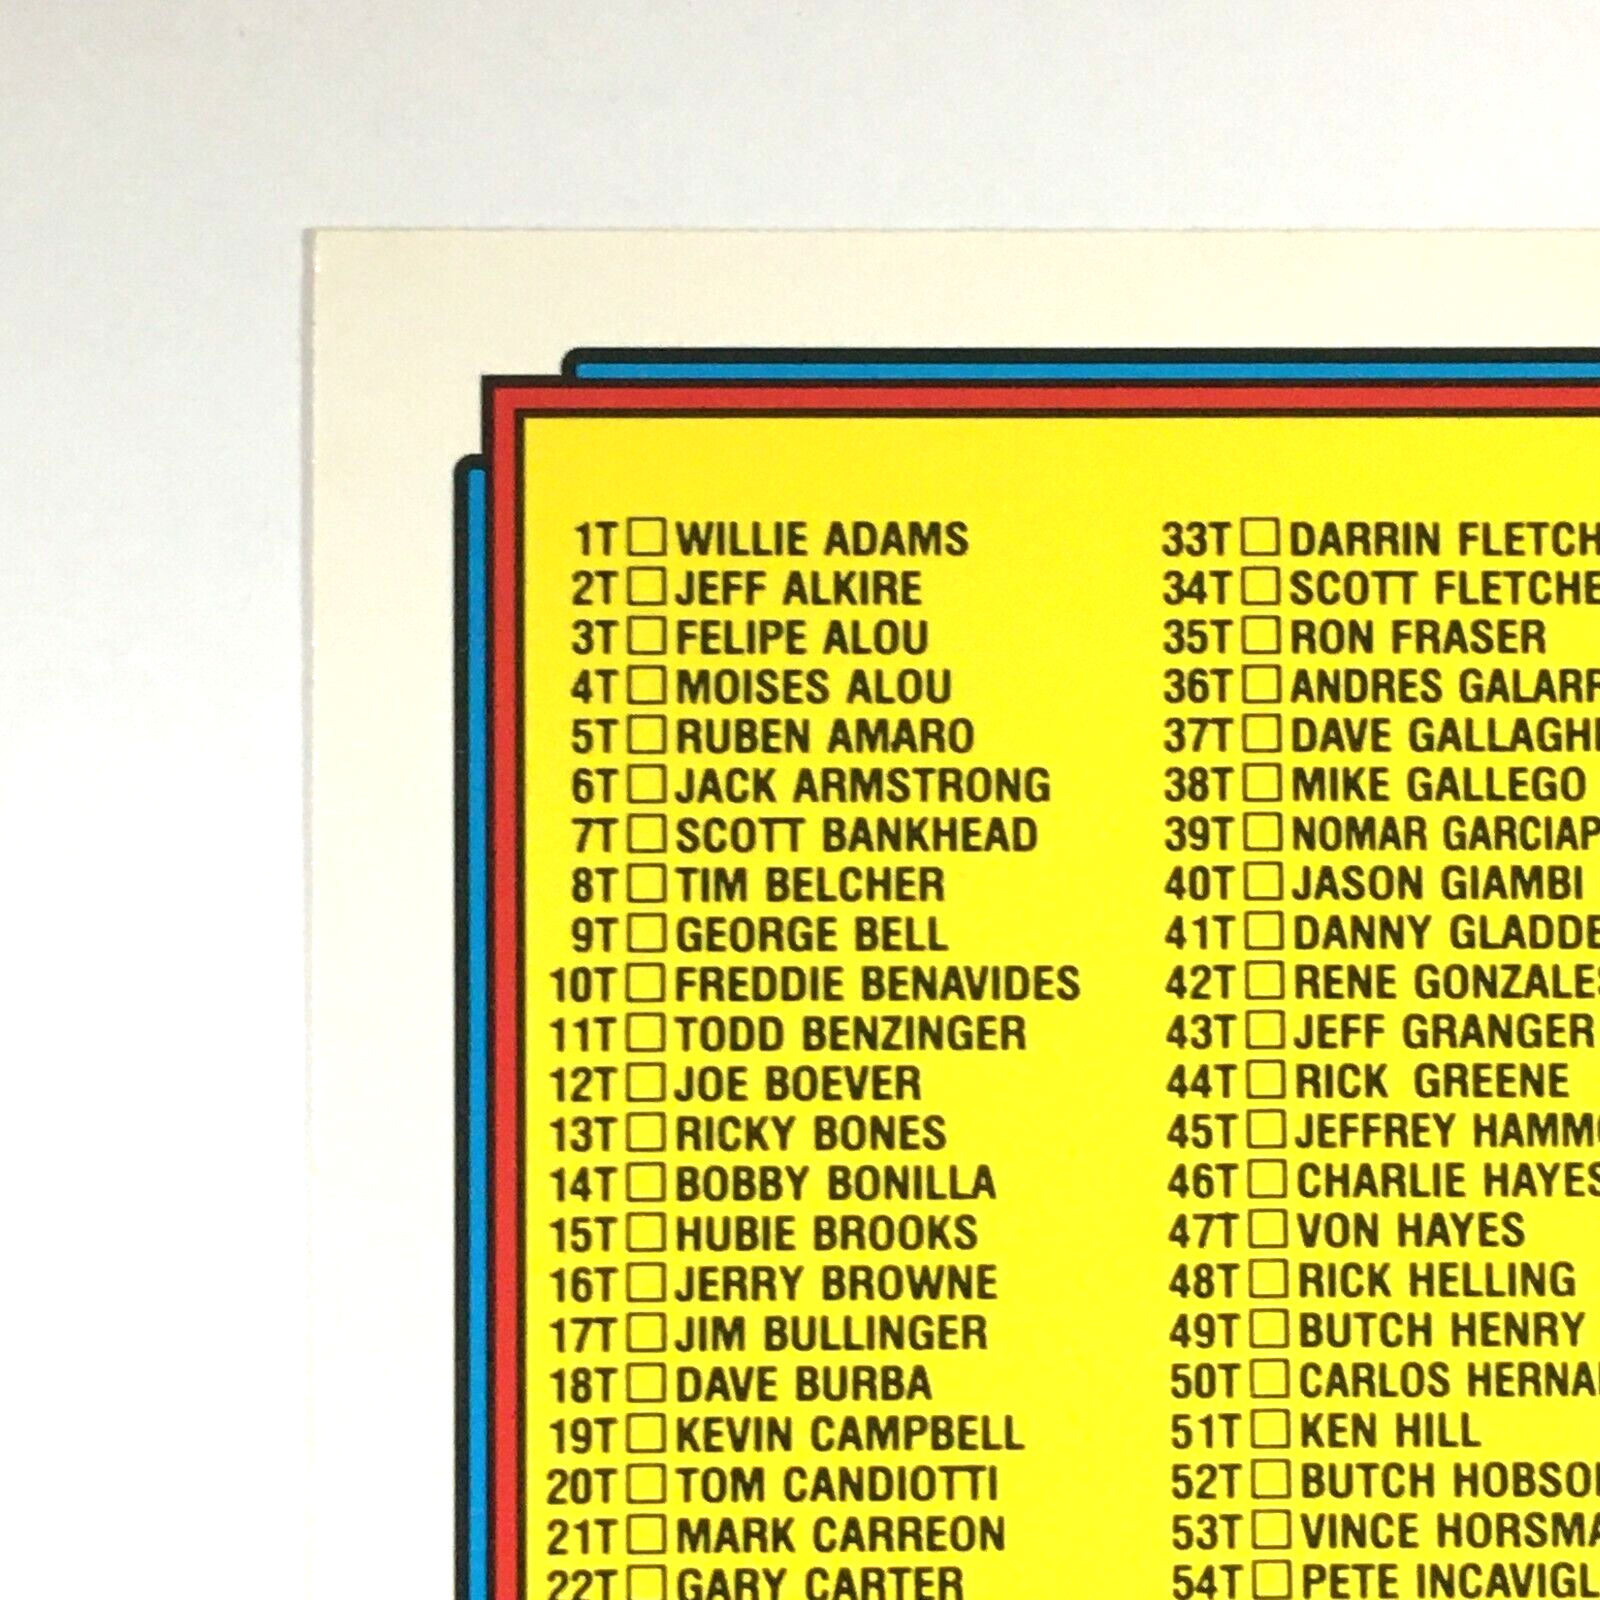 1T WILLIE ADAMS
2T JEFF ALKIRE
3T FELIPE ALOU
4T MOISES ALOU
5T RUBEN AMARO
6T JACK ARMSTRONG
7T SCOTT BANKHEAD
8T TIM BELCHER
9T GEORGE BELL
10T FREDDIE BENAVIDES
11T TODD BENZINGER
12T JOE BOEVER
13T RICKY BONES
14T BOBBY BONILLA
15T HUBIE BROOKS
16T JERRY BROWNE
17T JIM BULLINGER
18T DAVE BURBA
19T KEVIN CAMPBELL
20T TOM CANDIOTTI
21T MARK CARREON
22T GARY CARTER
33T DARRIN FLETCH
34T SCOTT FLETCHE
35T RON FRASER
36T ANDRES GALARR
37T DAVE GALLAGH
38T MIKE GALLEGO
39T NOMAR GARCIAP
40T JASON GIAMBI
41T DANNY GLADDE
42T RENE GONZALES
43T JEFF GRANGER
44T RICK GREENE
45T JEFFREY HAMMO
46T CHARLIE HAYES
47T VON HAYES
48T RICK HELLING
49T BUTCH HENRY
50T CARLOS HERNA
51T KEN HILL
52T BUTCH HOBSO
53T VINCE HORSMA
54T PETE INCAVIGL